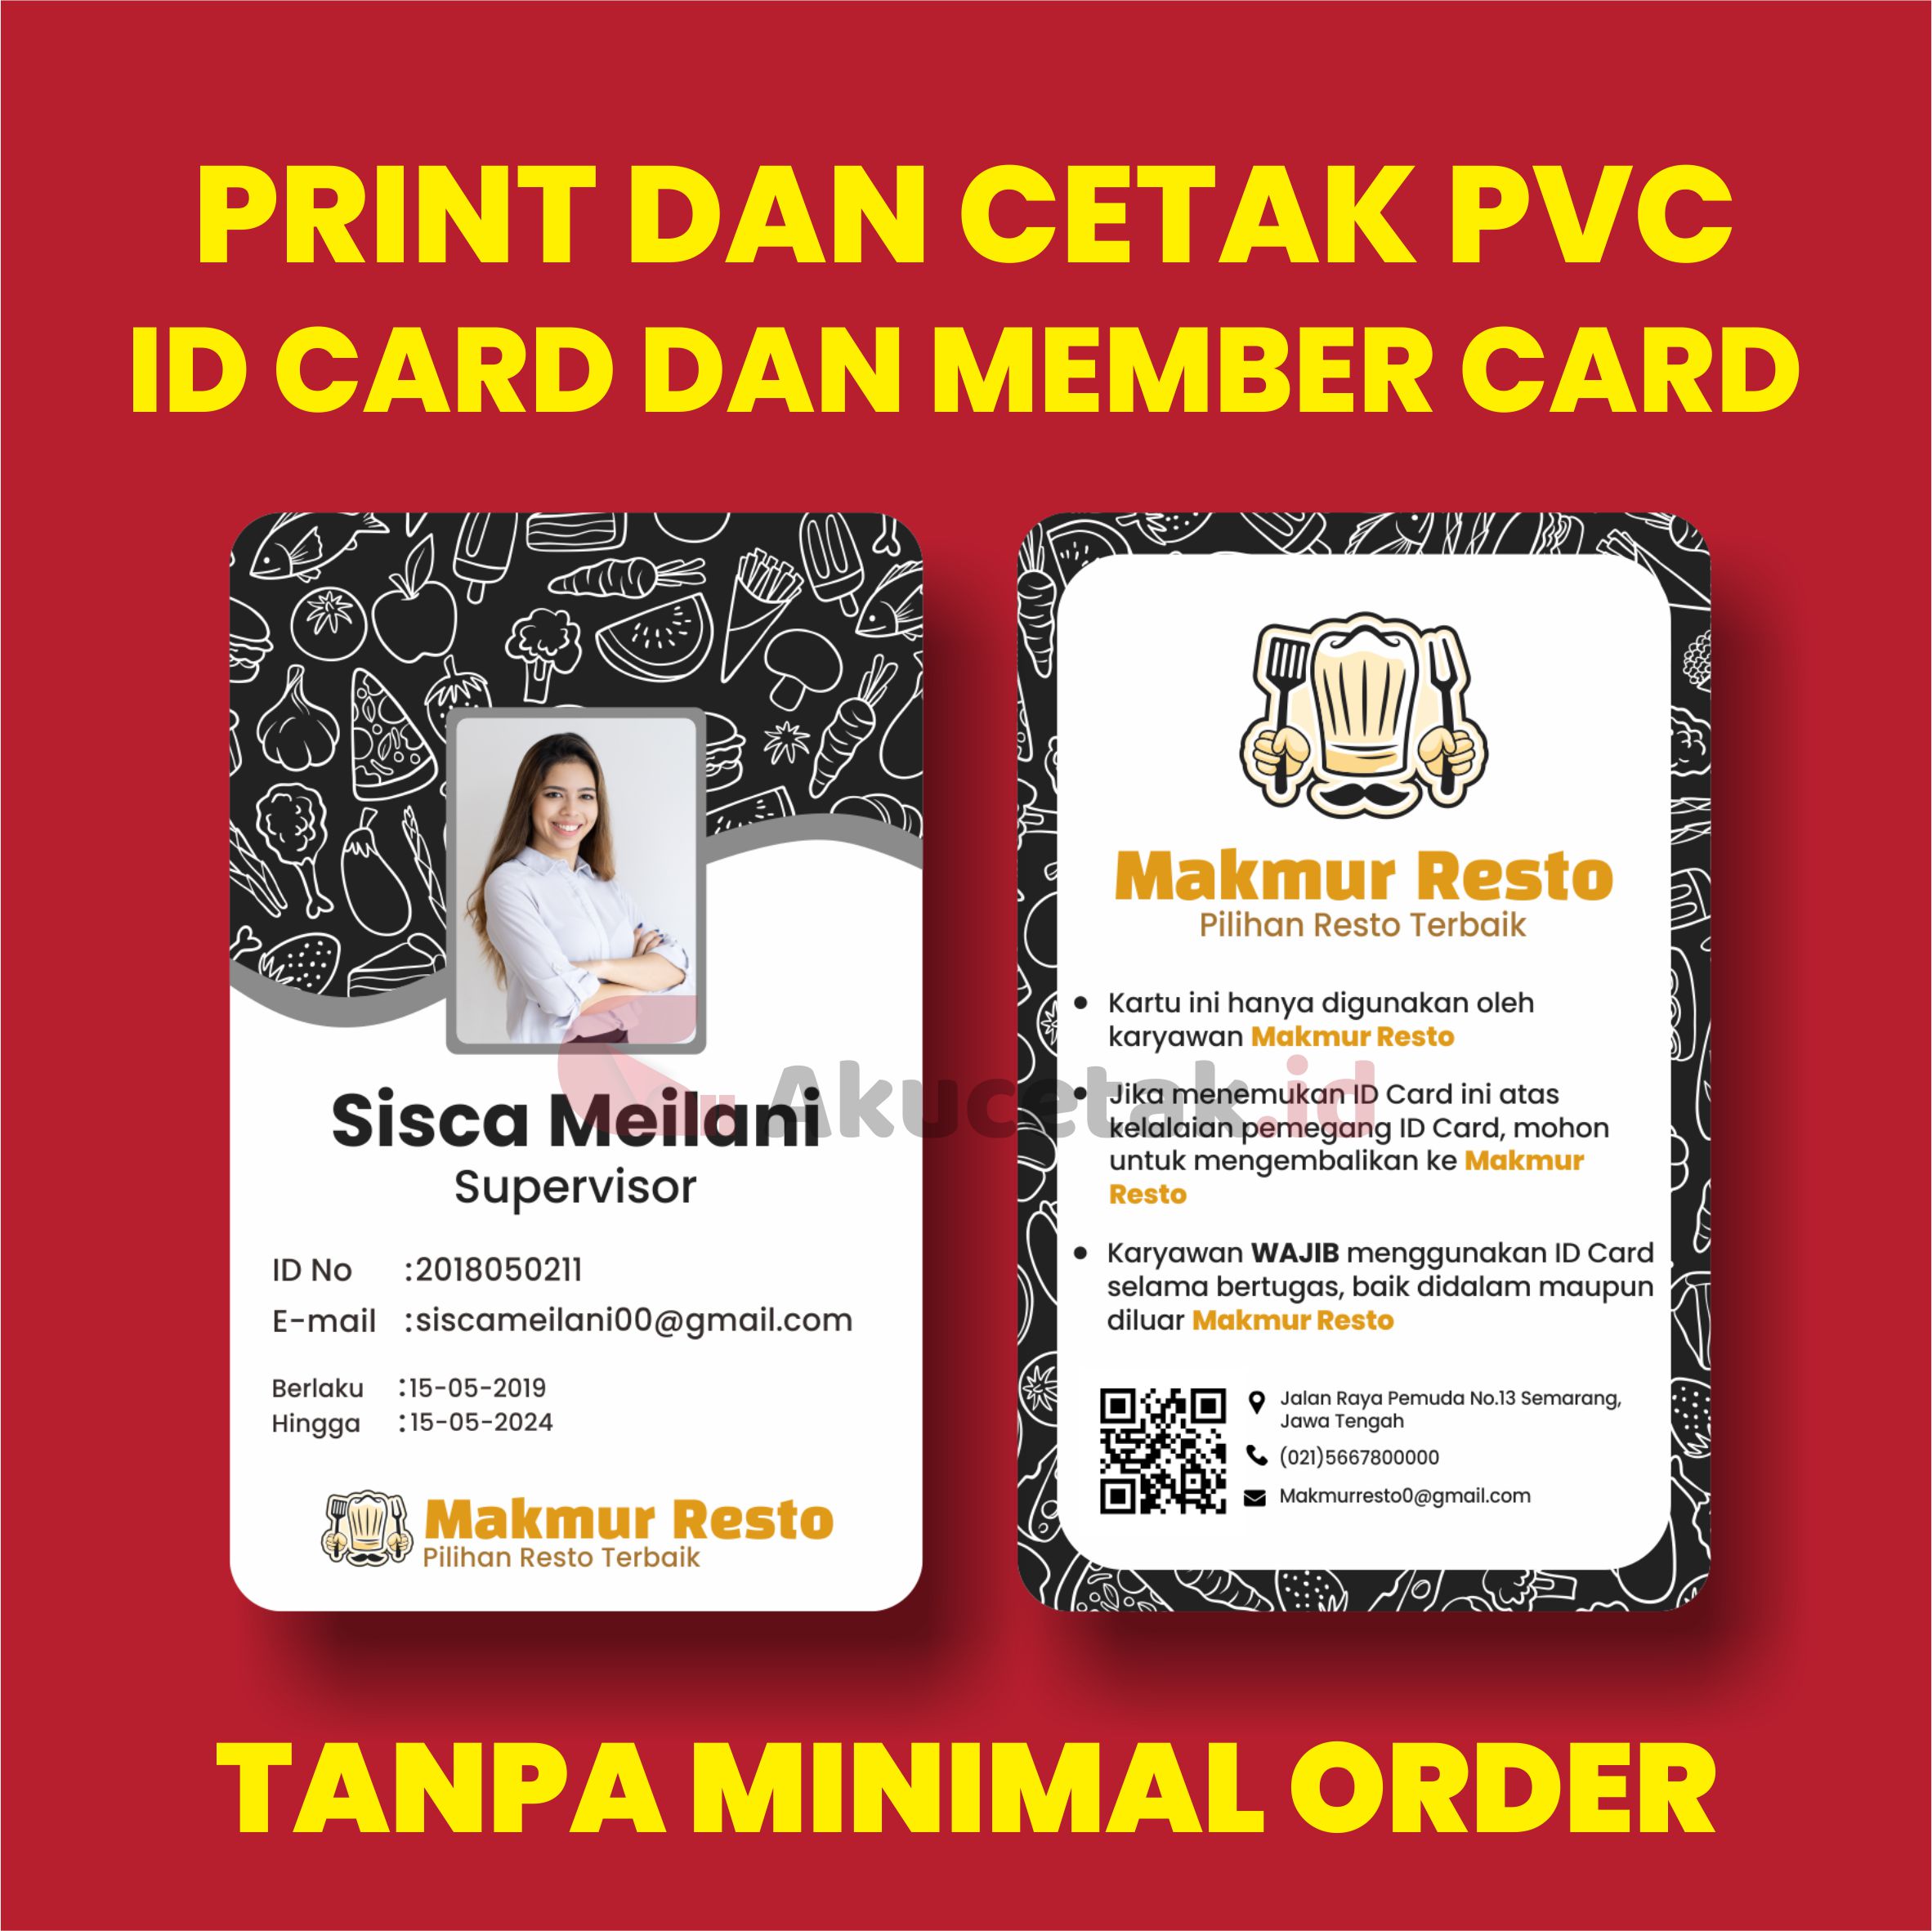 PRINT DAN CETAK PVC
ID CARD DAN MEMBER CARD
Sisca Meilani
Supervisor
ID No :2018050211
E-mail :siscameilani00@gmail.com
Berlaku :15-05-2019
Hingga :15-05-2024
Makmur Resto
Pilihan Resto Terbaik
Makmur Resto
Pilihan Resto Terbaik
• Kartu ini hanya digunakan oleh
karyawan Makmur Resto
• Jika menemukan ID Card ini atas
kelalaian pemegang ID Card, mohon
untuk mengembalikan ke Makmur
Resto
• Karyawan WAJIB menggunakan ID Card
selama bertugas, baik didalam maupun
diluar Makmur Resto
Jalan Raya Pemuda No.13 Semarang,
Jawa Tengah
(021)5667800000
Makmurresto0@gmail.com
Akucetak.id
TANPA MINIMAL ORDER